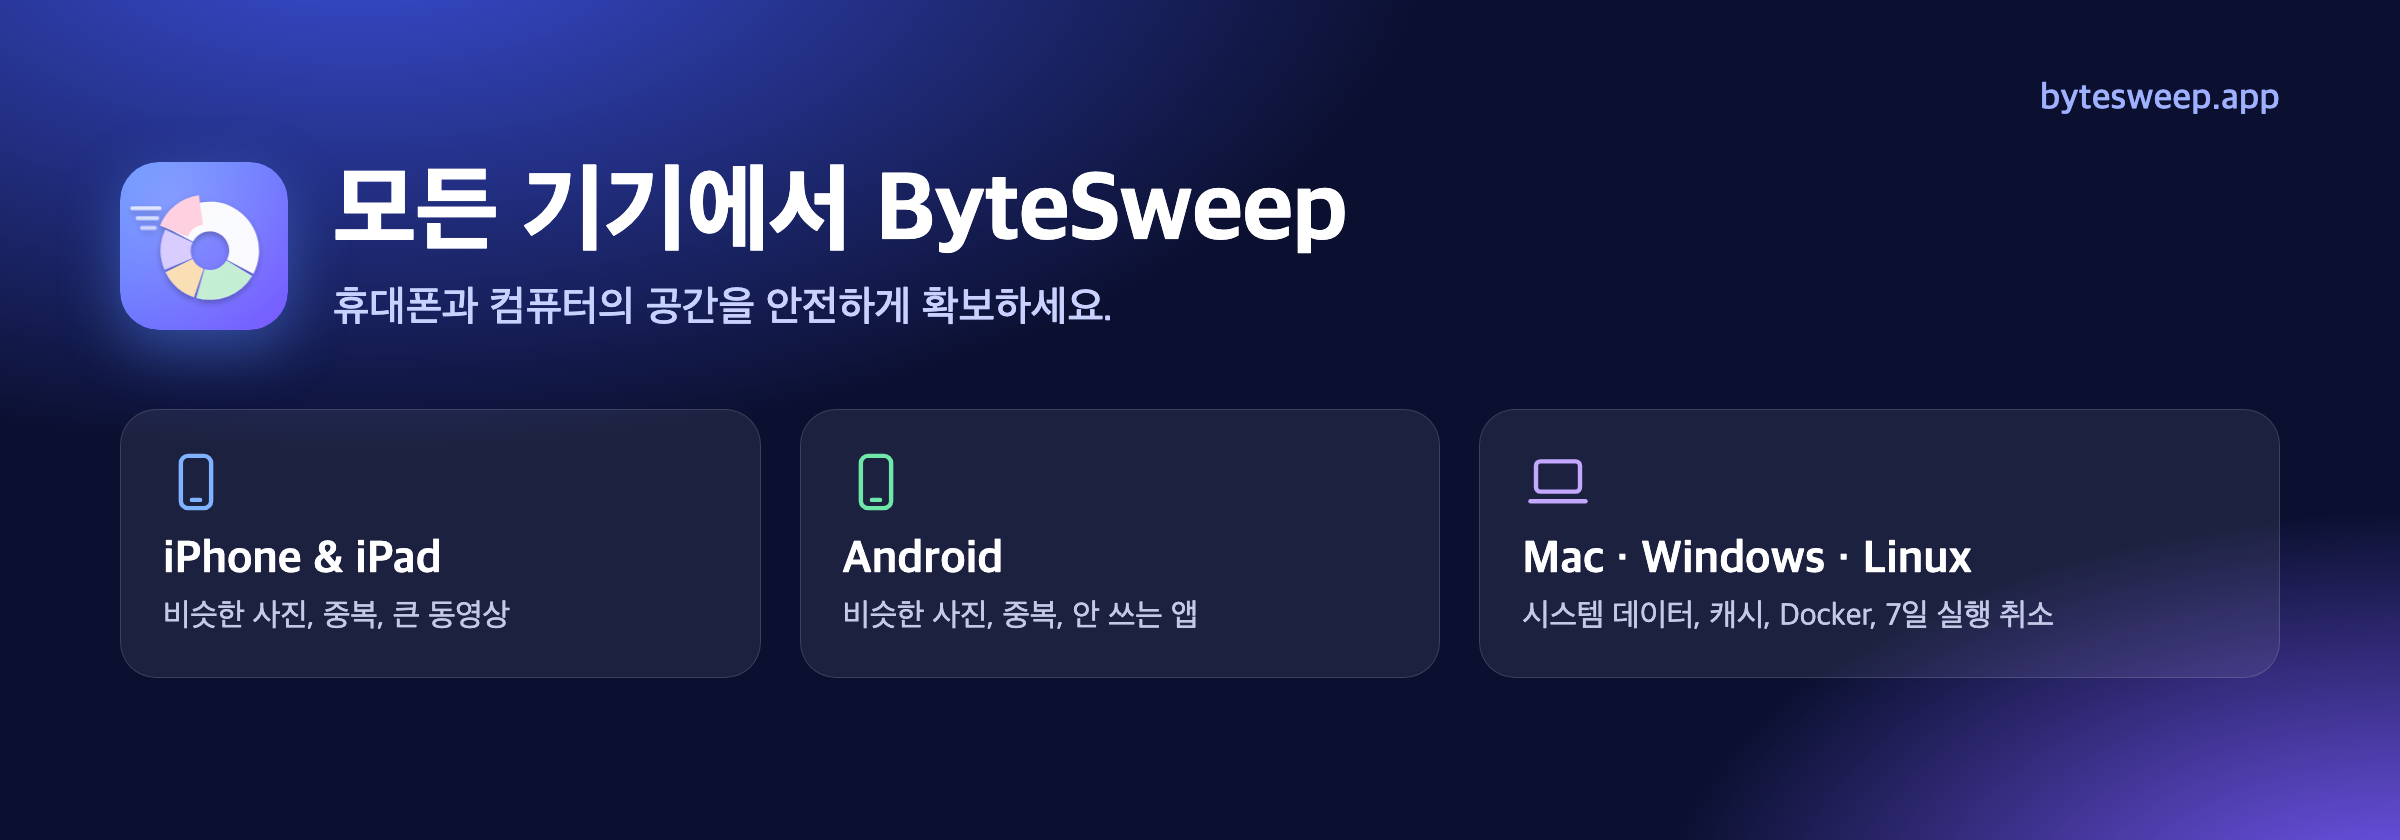 bytesweep.app
모든 기기에서 ByteSweep
휴대폰과 컴퓨터의 공간을 안전하게 확보하세요.
iPhone & iPad
비슷한 사진, 중복, 큰 동영상
Android
비슷한 사진, 중복, 안 쓰는 앱
Mac · Windows · Linux
시스템 데이터, 캐시, Docker, 7일 실행 취소